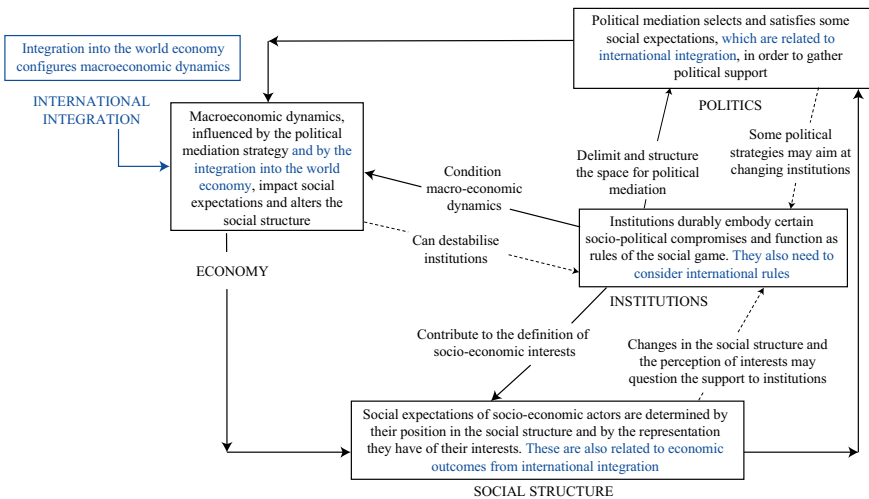 Political mediation selects and satisfies some
social expectations, which are related to
international integration, in order to gather
political support
POLITICS
Integration into the world economy
configures macroeconomic dynamics
INTERNATIONAL
INTEGRATION
Macroeconomic dynamics,
influenced by the political
mediation strategy and by the
integration into the world
economy, impact social
expectations and alters the
social structure
ECONOMY
Condition
macro-economic
dynamics
Delimit and structure
the space for political
mediation
Some political
strategies may aim at
changing institutions
Can destabilise
institutions
Institutions durably embody certain
socio-political compromises and function as
rules of the social game. They also need to
consider international rules
INSTITUTIONS
Contribute to the definition of
socio-economic interests
Changes in the social structure and
the perception of interests may
question the support to institutions
Social expectations of socio-economic actors are determined by
their position in the social structure and by the representation
they have of their interests. These are also related to economic
outcomes from international integration
SOCIAL STRUCTURE